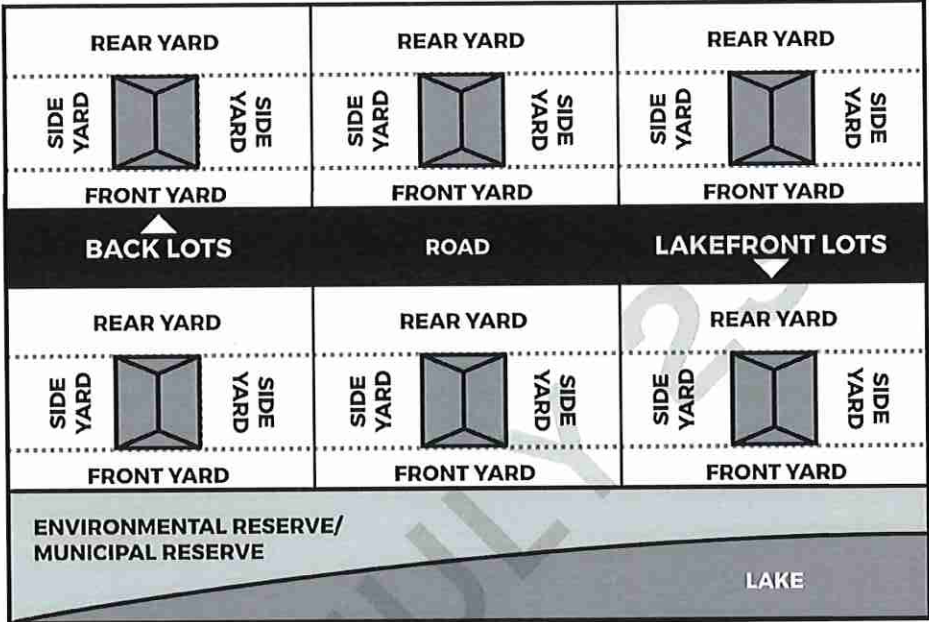 REAR YARD REAR YARD REAR YARD
SIDE YARD SIDE YARD SIDE YARD SIDE YARD SIDE YARD SIDE YARD
FRONT YARD FRONT YARD FRONT YARD
BACK LOTS ROAD LAKEFRONT LOTS
REAR YARD REAR YARD REAR YARD
SIDE YARD SIDE YARD SIDE YARD SIDE YARD SIDE YARD SIDE YARD
FRONT YARD FRONT YARD FRONT YARD
ENVIRONMENTAL RESERVE/
MUNICIPAL RESERVE
LAKE